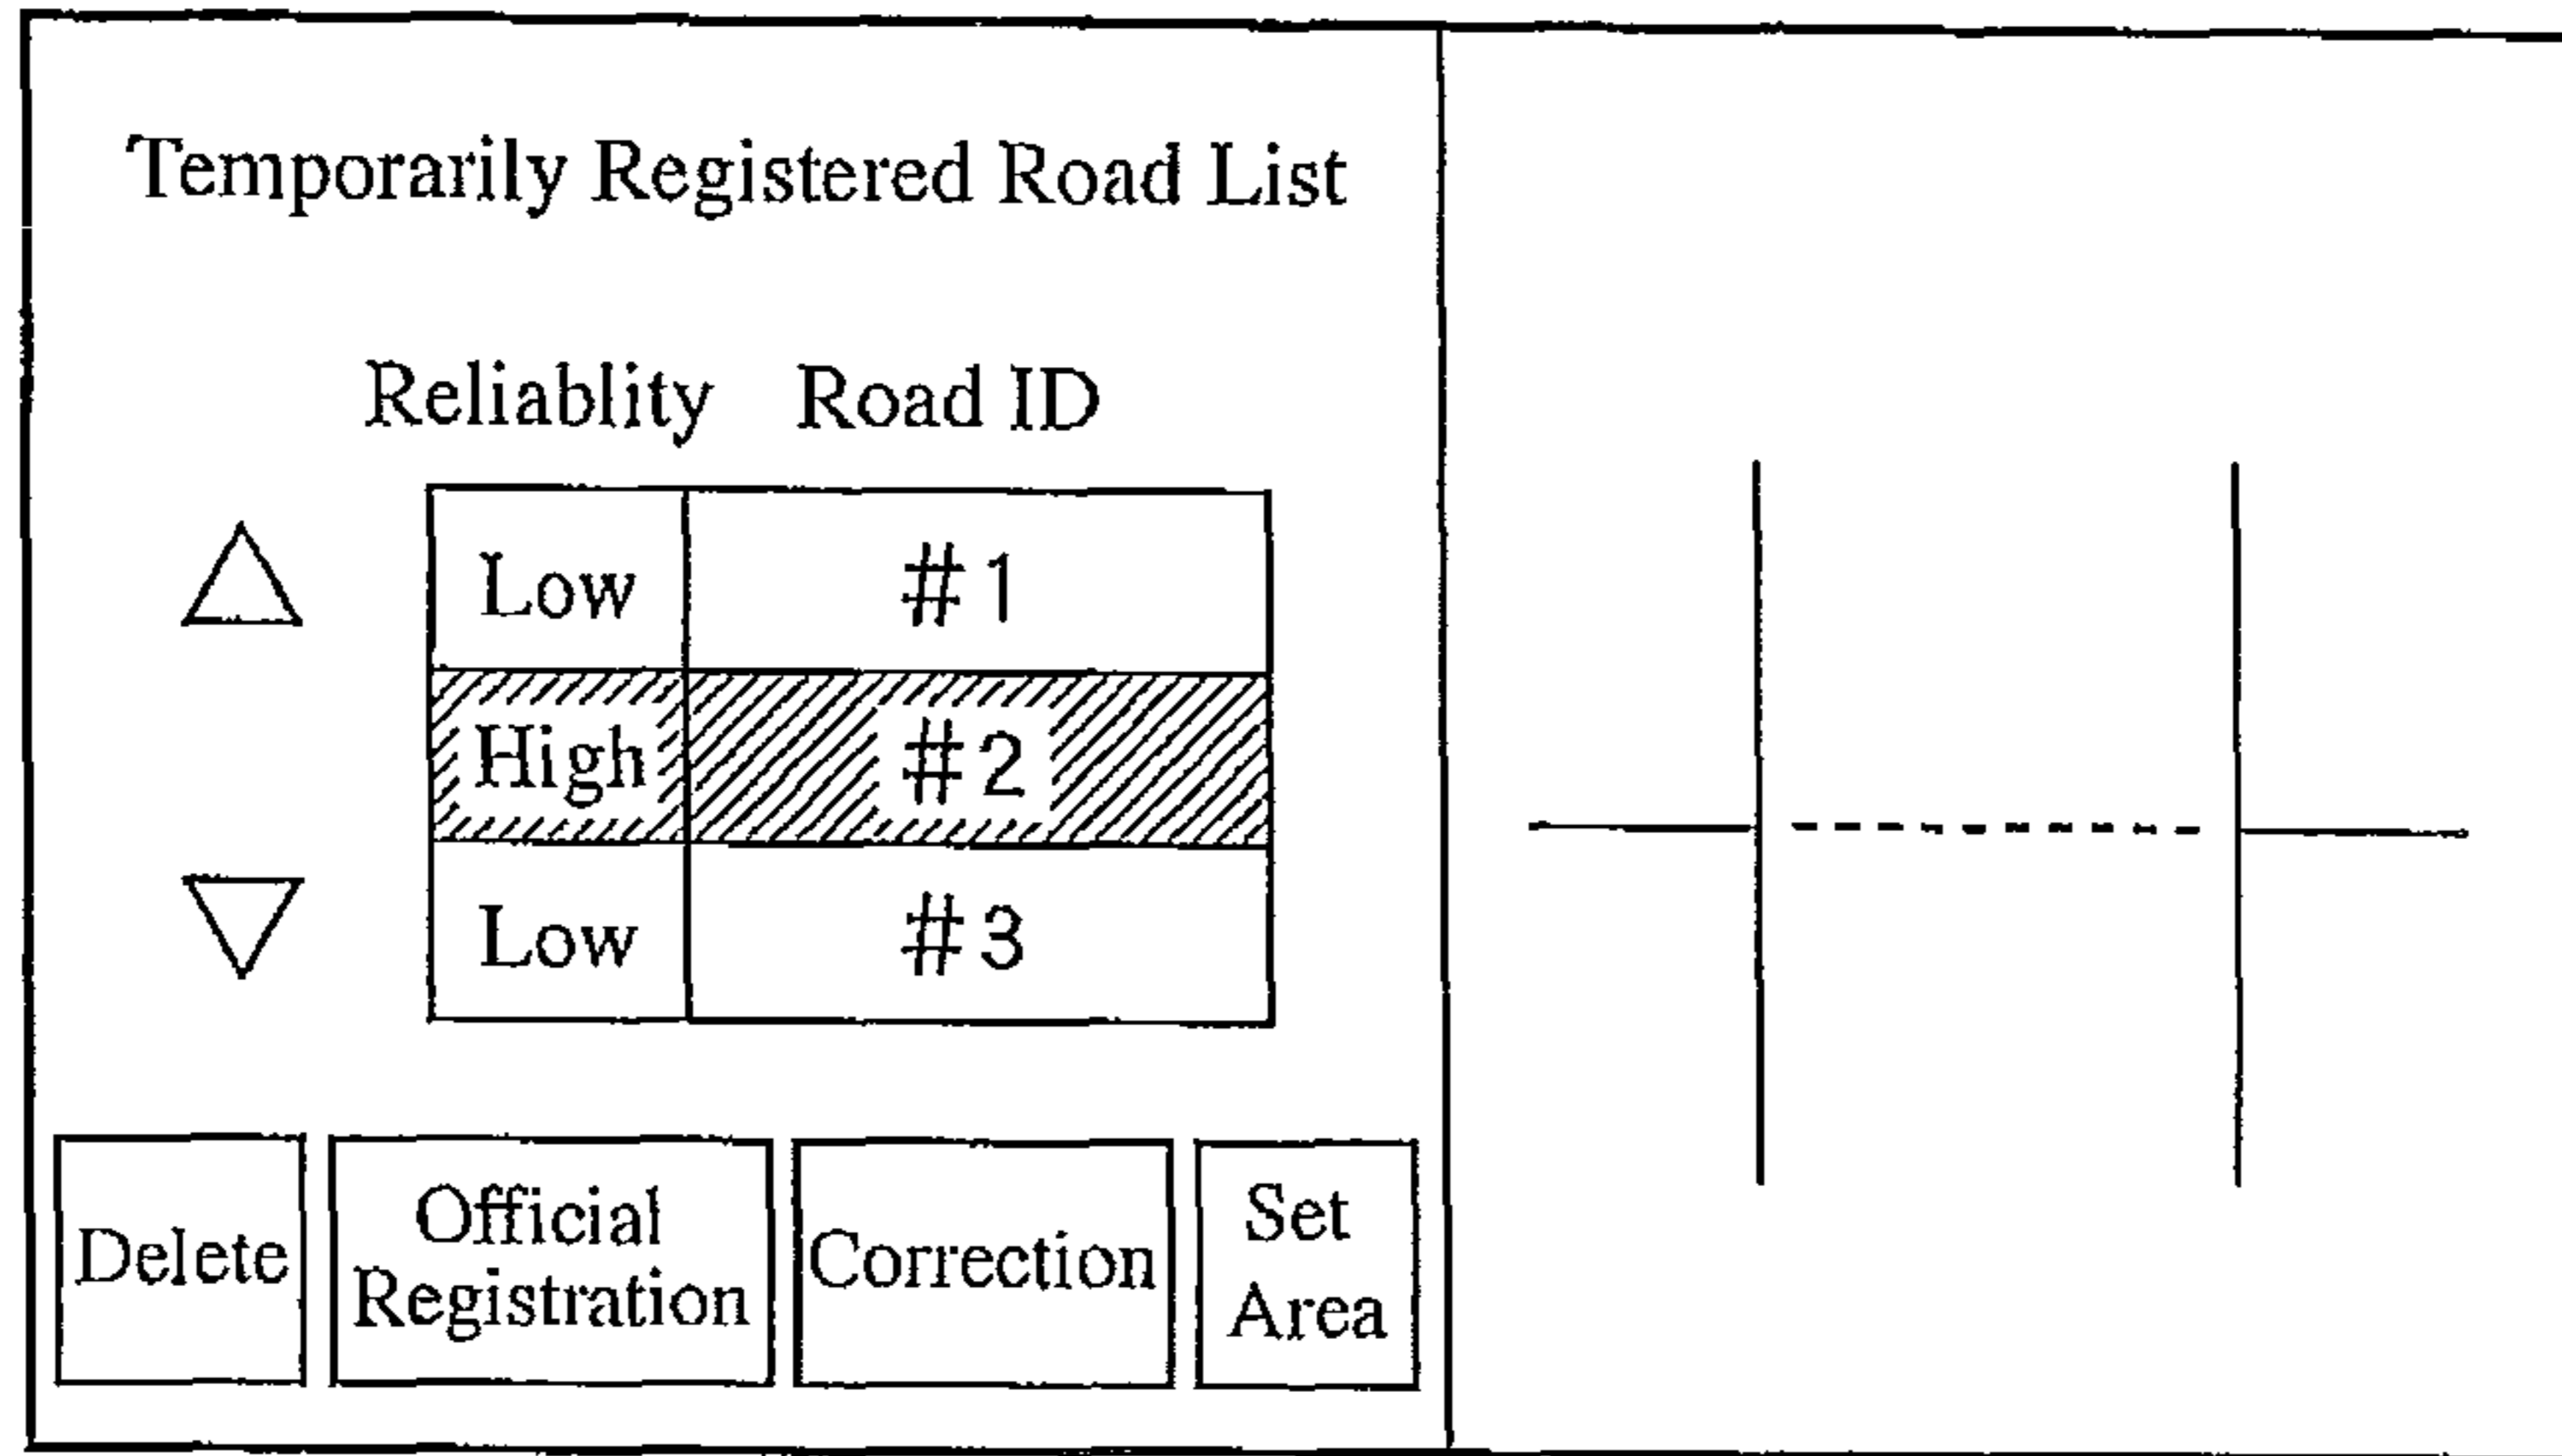 Temporarily Registered Road List
Reliablity Road ID
Low #1
High #2
Low #3
Delete
Official
Registration
Correction
Set
Area